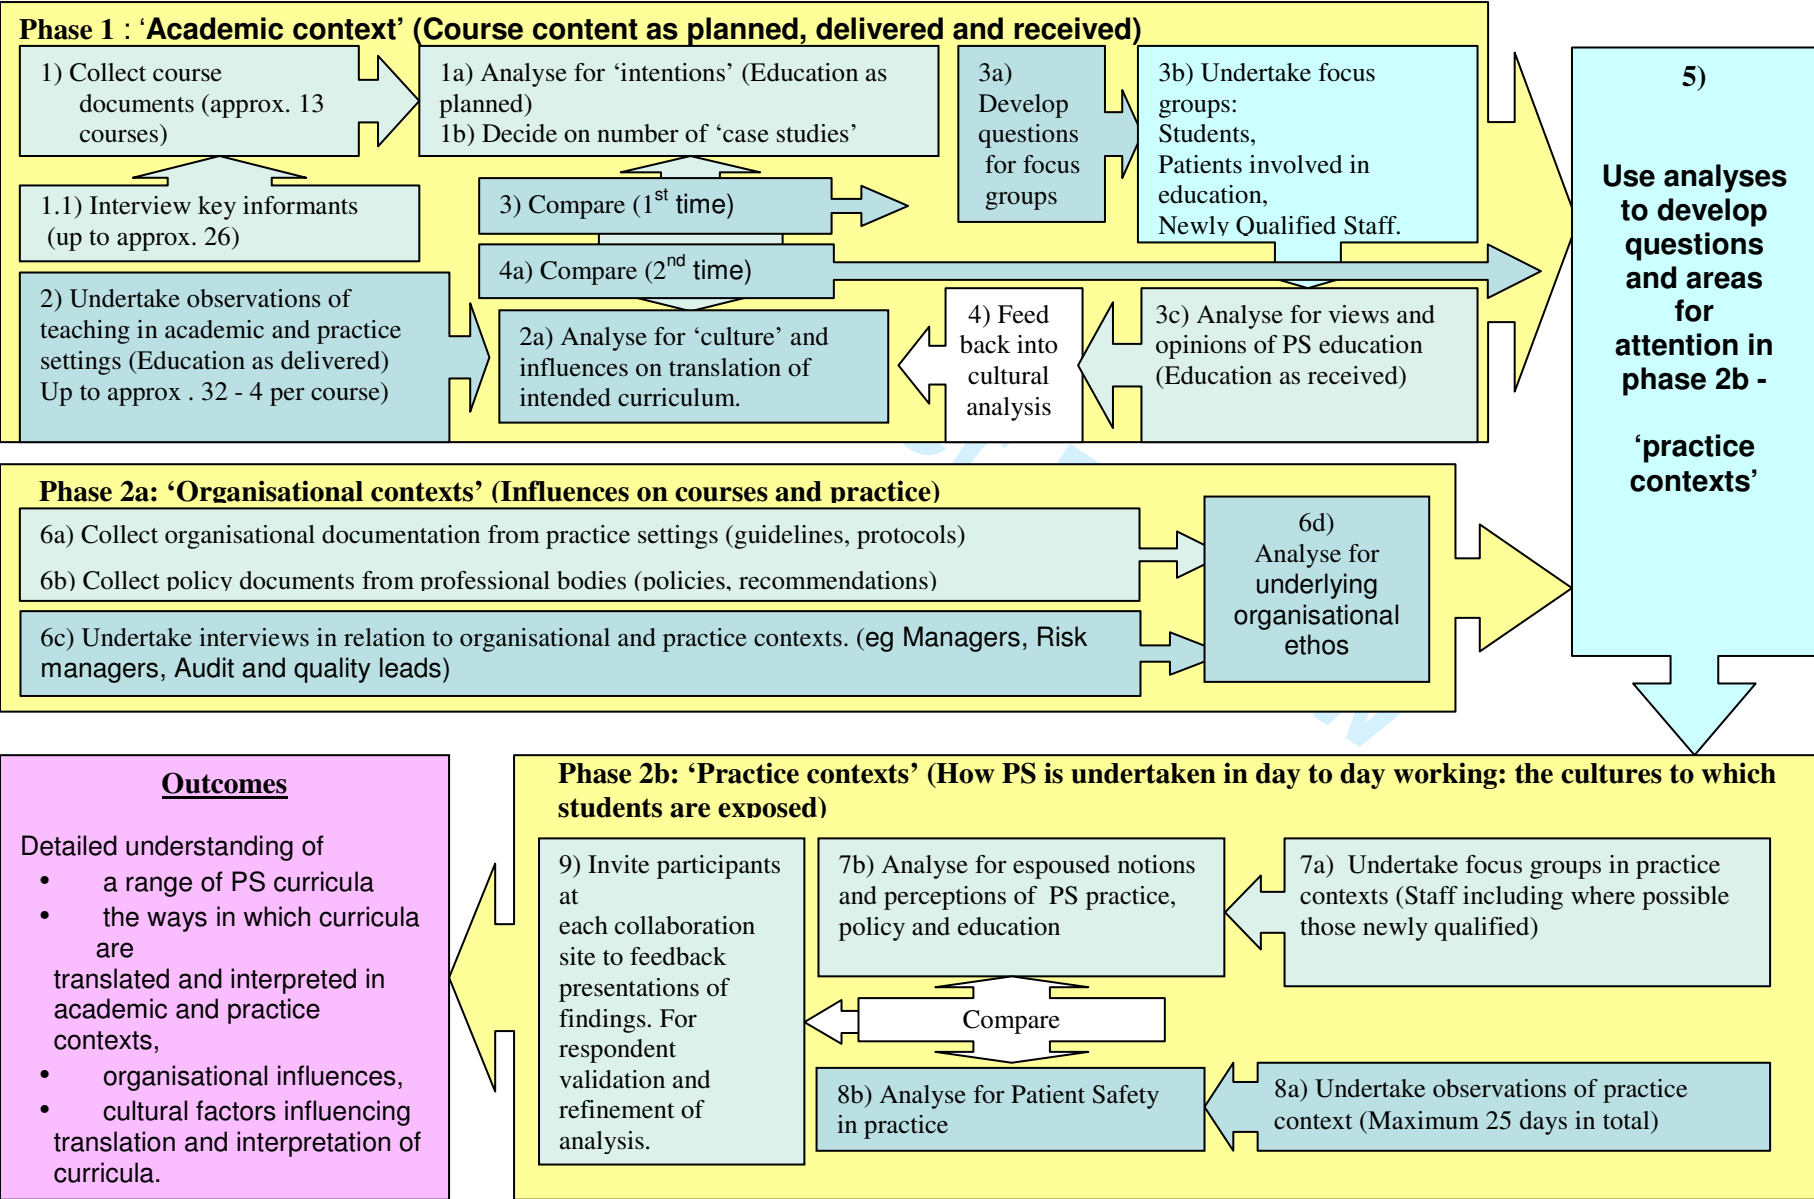 Phase 1 : ‘Academic context’ (Course content as planned, delivered and received)
1) Collect course
documents (approx. 13
courses)
1a) Analyse for ‘intentions’ (Education as
planned)
1b) Decide on number of ‘case studies’
3a)
Develop
questions
for focus
groups
3b) Undertake focus
groups:
Students,
Patients involved in
education,
Newly Qualified Staff.
1.1) Interview key informants
(up to approx. 26)
3) Compare (1st time)
4a) Compare (2nd time)
2) Undertake observations of
teaching in academic and practice
settings (Education as delivered)
Up to approx . 32 - 4 per course)
2a) Analyse for ‘culture’ and
influences on translation of
intended curriculum.
4) Feed
back into
cultural
analysis
3c) Analyse for views and
opinions of PS education
(Education as received)
5)
Use analyses
to develop
questions
and areas
for
attention in
phase 2b -
‘practice
contexts’
Phase 2a: ‘Organisational contexts’ (Influences on courses and practice)
6a) Collect organisational documentation from practice settings (guidelines, protocols)
6b) Collect policy documents from professional bodies (policies, recommendations)
6c) Undertake interviews in relation to organisational and practice contexts. (eg Managers, Risk
managers, Audit and quality leads)
6d)
Analyse for
underlying
organisational
ethos
Outcomes
Detailed understanding of
• a range of PS curricula
• the ways in which curricula
are
translated and interpreted in
academic and practice
contexts,
• organisational influences,
• cultural factors influencing
translation and interpretation of
curricula.
Phase 2b: ‘Practice contexts’ (How PS is undertaken in day to day working: the cultures to which
students are exposed)
9) Invite participants
at
each collaboration
site to feedback
presentations of
findings. For
respondent
validation and
refinement of
analysis.
7b) Analyse for espoused notions
and perceptions of PS practice,
policy and education
7a) Undertake focus groups in practice
contexts (Staff including where possible
those newly qualified)
Compare
8b) Analyse for Patient Safety
in practice
8a) Undertake observations of practice
context (Maximum 25 days in total)